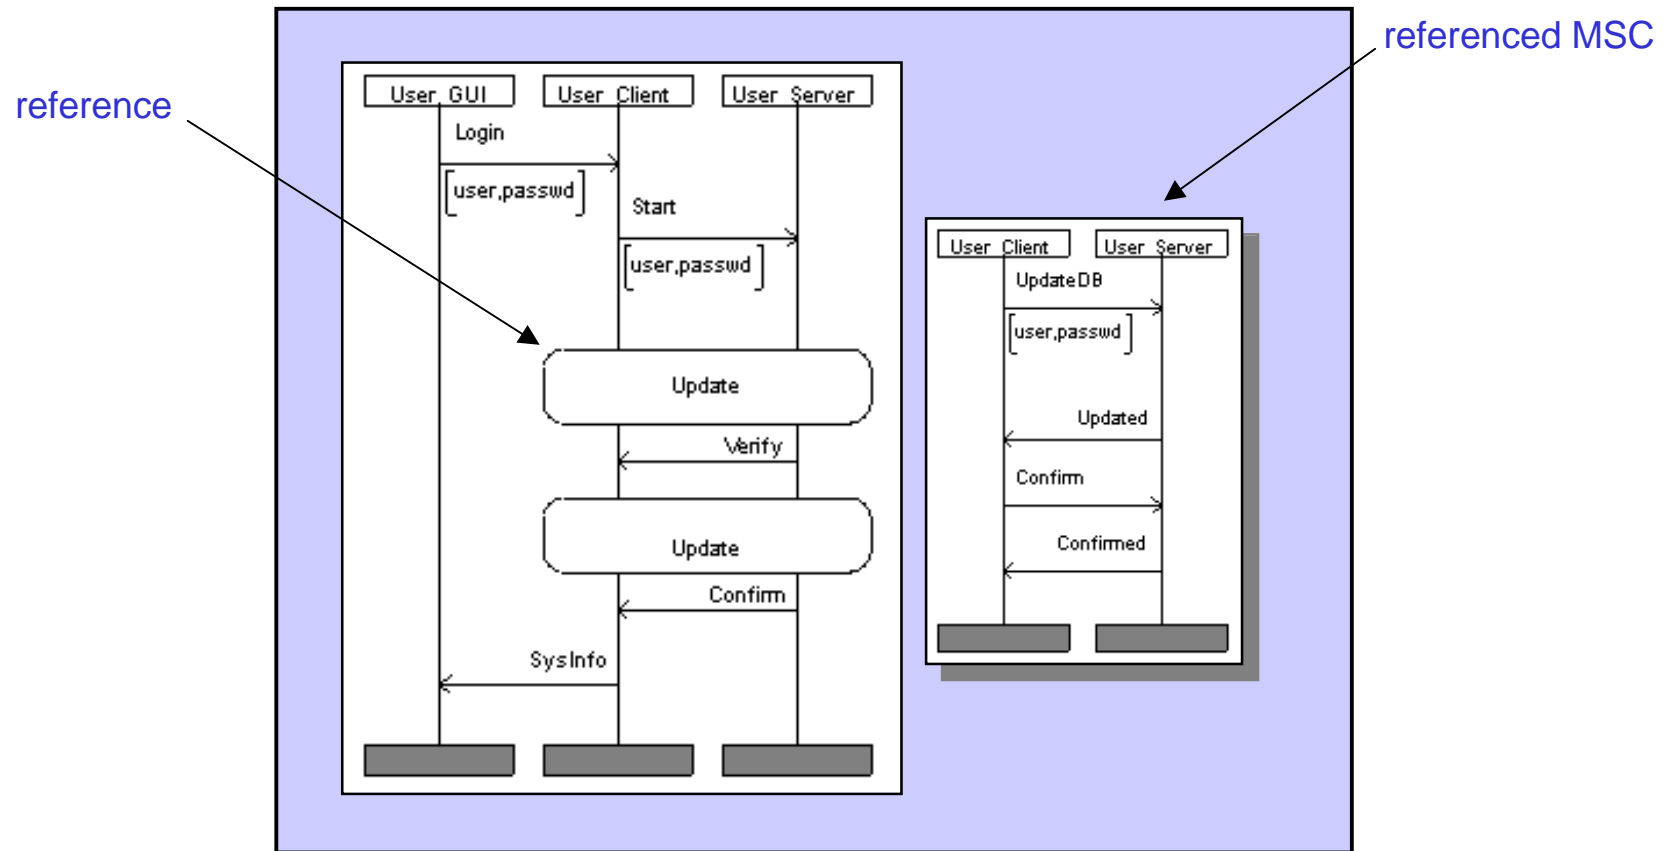 referenced MSC
reference
User_GUI
User_Client
User_Server
Login
user,passwd
Start
user,passwd
Update
Verify
Update
Confirm
SysInfo
User_Client
User_Server
UpdateDB
user,passwd
Updated
Confirm
Confirmed